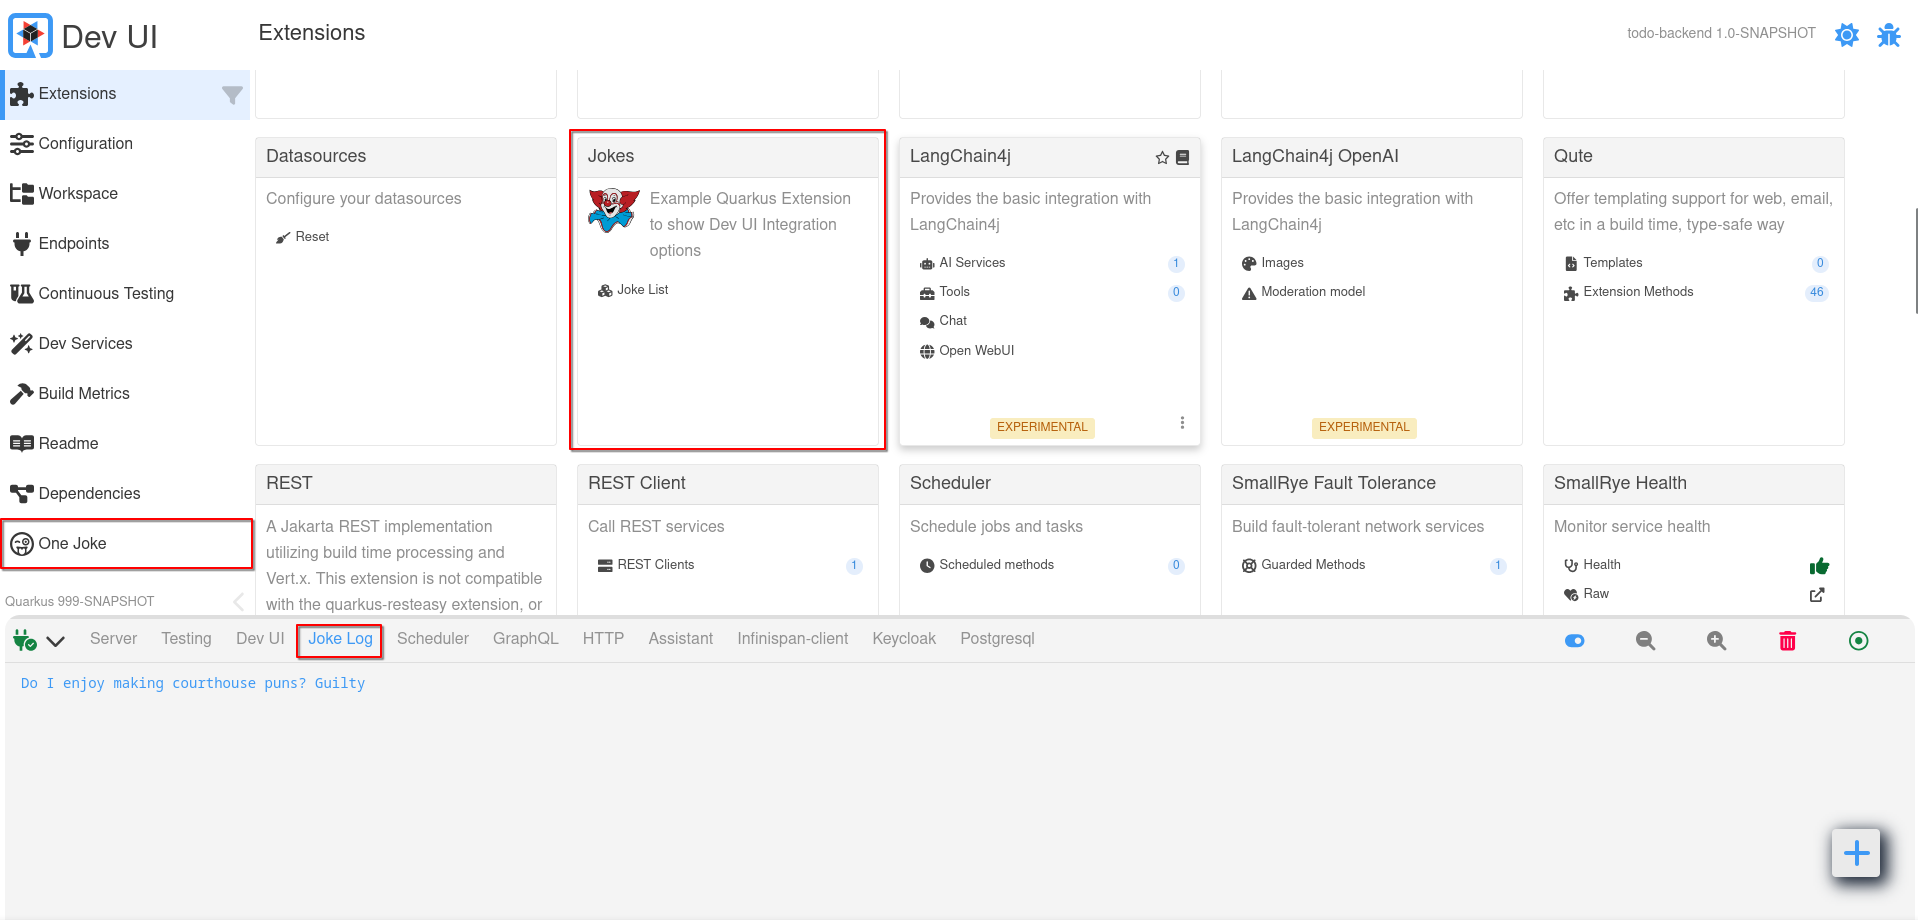 Dev UI
Extensions
todo-backend 1.0-SNAPSHOT
Extensions
Configuration
Workspace
Endpoints
Continuous Testing
Dev Services
Build Metrics
Readme
Dependencies
One Joke
Quarkus 999-SNAPSHOT
Datasources
Configure your datasources
Reset
Jokes
Example Quarkus Extension
to show Dev UI Integration
options
Joke List
LangChain4j
Provides the basic integration with
LangChain4j
AI Services 1
Tools 0
Chat
Open WebUI
EXPERIMENTAL
LangChain4j OpenAI
Provides the basic integration with
LangChain4j
Images
Moderation model
EXPERIMENTAL
Qute
Offer templating support for web, email,
etc in a build time, type-safe way
Templates 0
Extension Methods 46
REST
A Jakarta REST implementation
utilizing build time processing and
Vert.x. This extension is not compatible
with the quarkus-resteasy extension, or
REST Client
Call REST services
REST Clients 1
Scheduler
Schedule jobs and tasks
Scheduled methods 0
SmallRye Fault Tolerance
Build fault-tolerant network services
Guarded Methods 1
SmallRye Health
Monitor service health
Health
Raw
Server Testing Dev UI Joke Log Scheduler GraphQL HTTP Assistant Infinispan-client Keycloak Postgresql
Do I enjoy making courthouse puns? Guilty